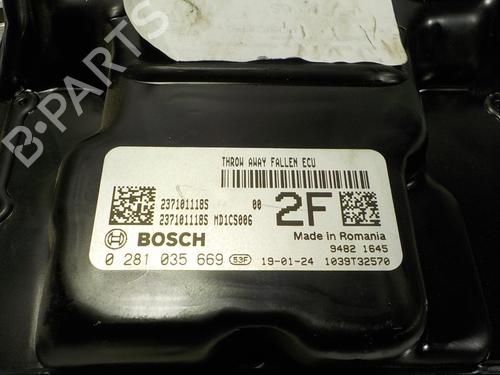 THROW AWAY FALLEN ECU
237101118S 00
237101118S MD1CS006
2F
BOSCH
Made in Romania
9482 1645
0 281 035 669 53F 19-01-24 1039T32570
B-PARTS